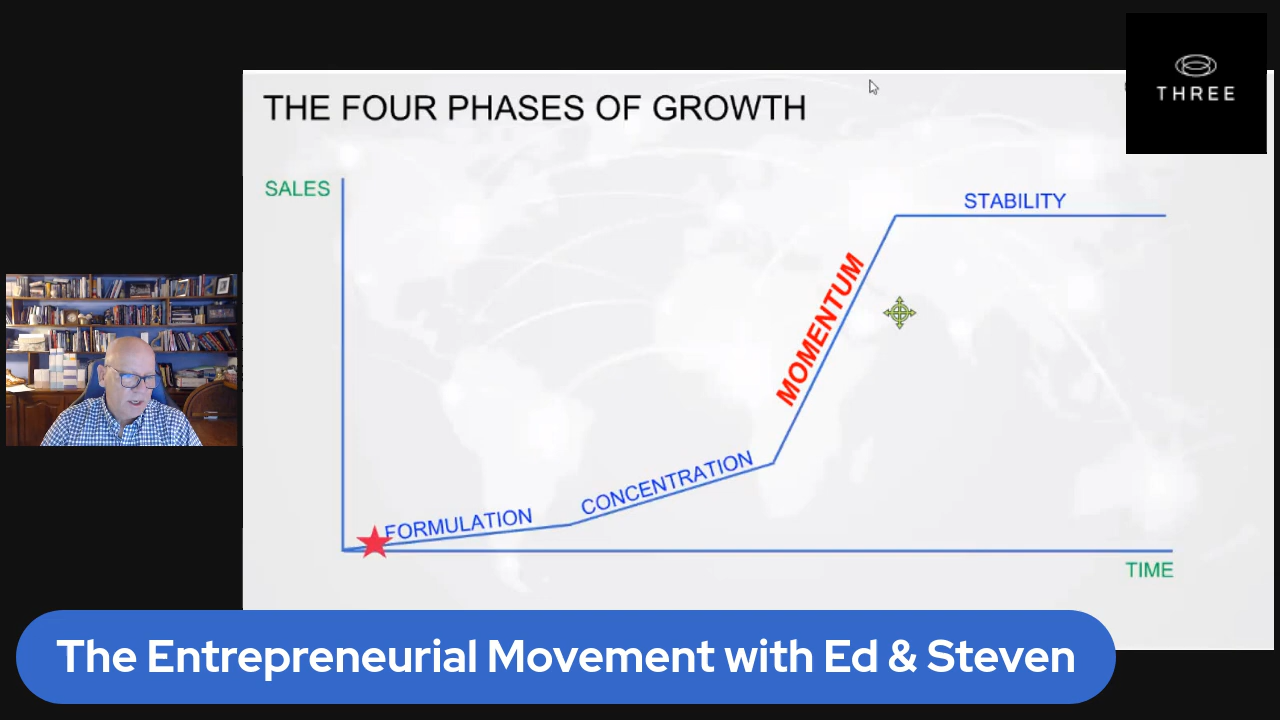 THE FOUR PHASES OF GROWTH
THREE
SALES
STABILITY
MOMENTUM
CONCENTRATION
FORMULATION
TIME
The Entrepreneurial Movement with Ed & Steven